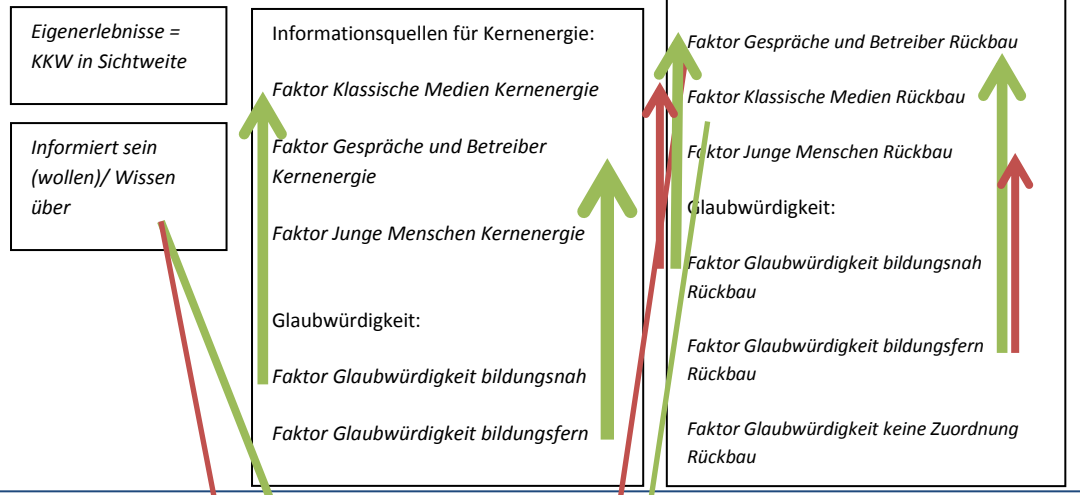 Eigenerlebnisse =
KKW in Sichtweite
Informiert sein
(wollen)/ Wissen
über
Informationsquellen für Kernenergie:
Faktor Klassische Medien Kernenergie
Faktor Gespräche und Betreiber
Kernenergie
Faktor Junge Menschen Kernenergie
Glaubwürdigkeit:
Faktor Glaubwürdigkeit bildungsnah
Faktor Glaubwürdigkeit bildungsfern
Faktor Gespräche und Betreiber Rückbau
Faktor Klassische Medien Rückbau
Faktor Junge Menschen Rückbau
Glaubwürdigkeit:
Faktor Glaubwürdigkeit bildungsnah
Rückbau
Faktor Glaubwürdigkeit bildungsfern
Rückbau
Faktor Glaubwürdigkeit keine Zuordnung
Rückbau